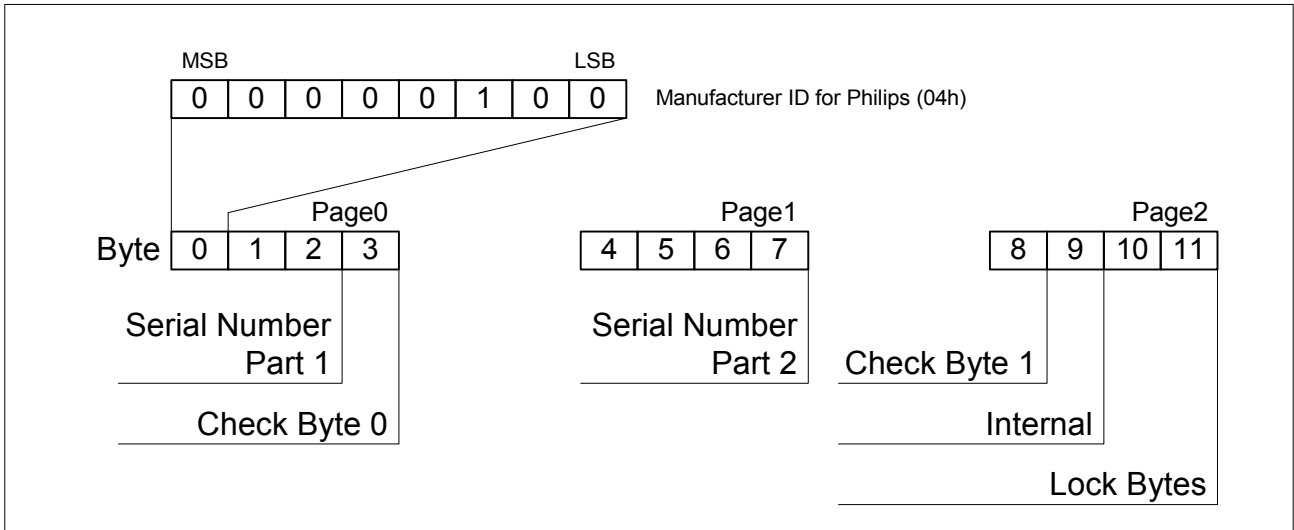 MSB LSB
0 0 0 0 0 1 0 0 Manufacturer ID for Philips (04h)
Page0 Page1 Page2
Byte 0 1 2 3 4 5 6 7 8 9 10 11
Serial Number Serial Number
Part 1 Part 2 Check Byte 1
Check Byte 0 Internal
Lock Bytes